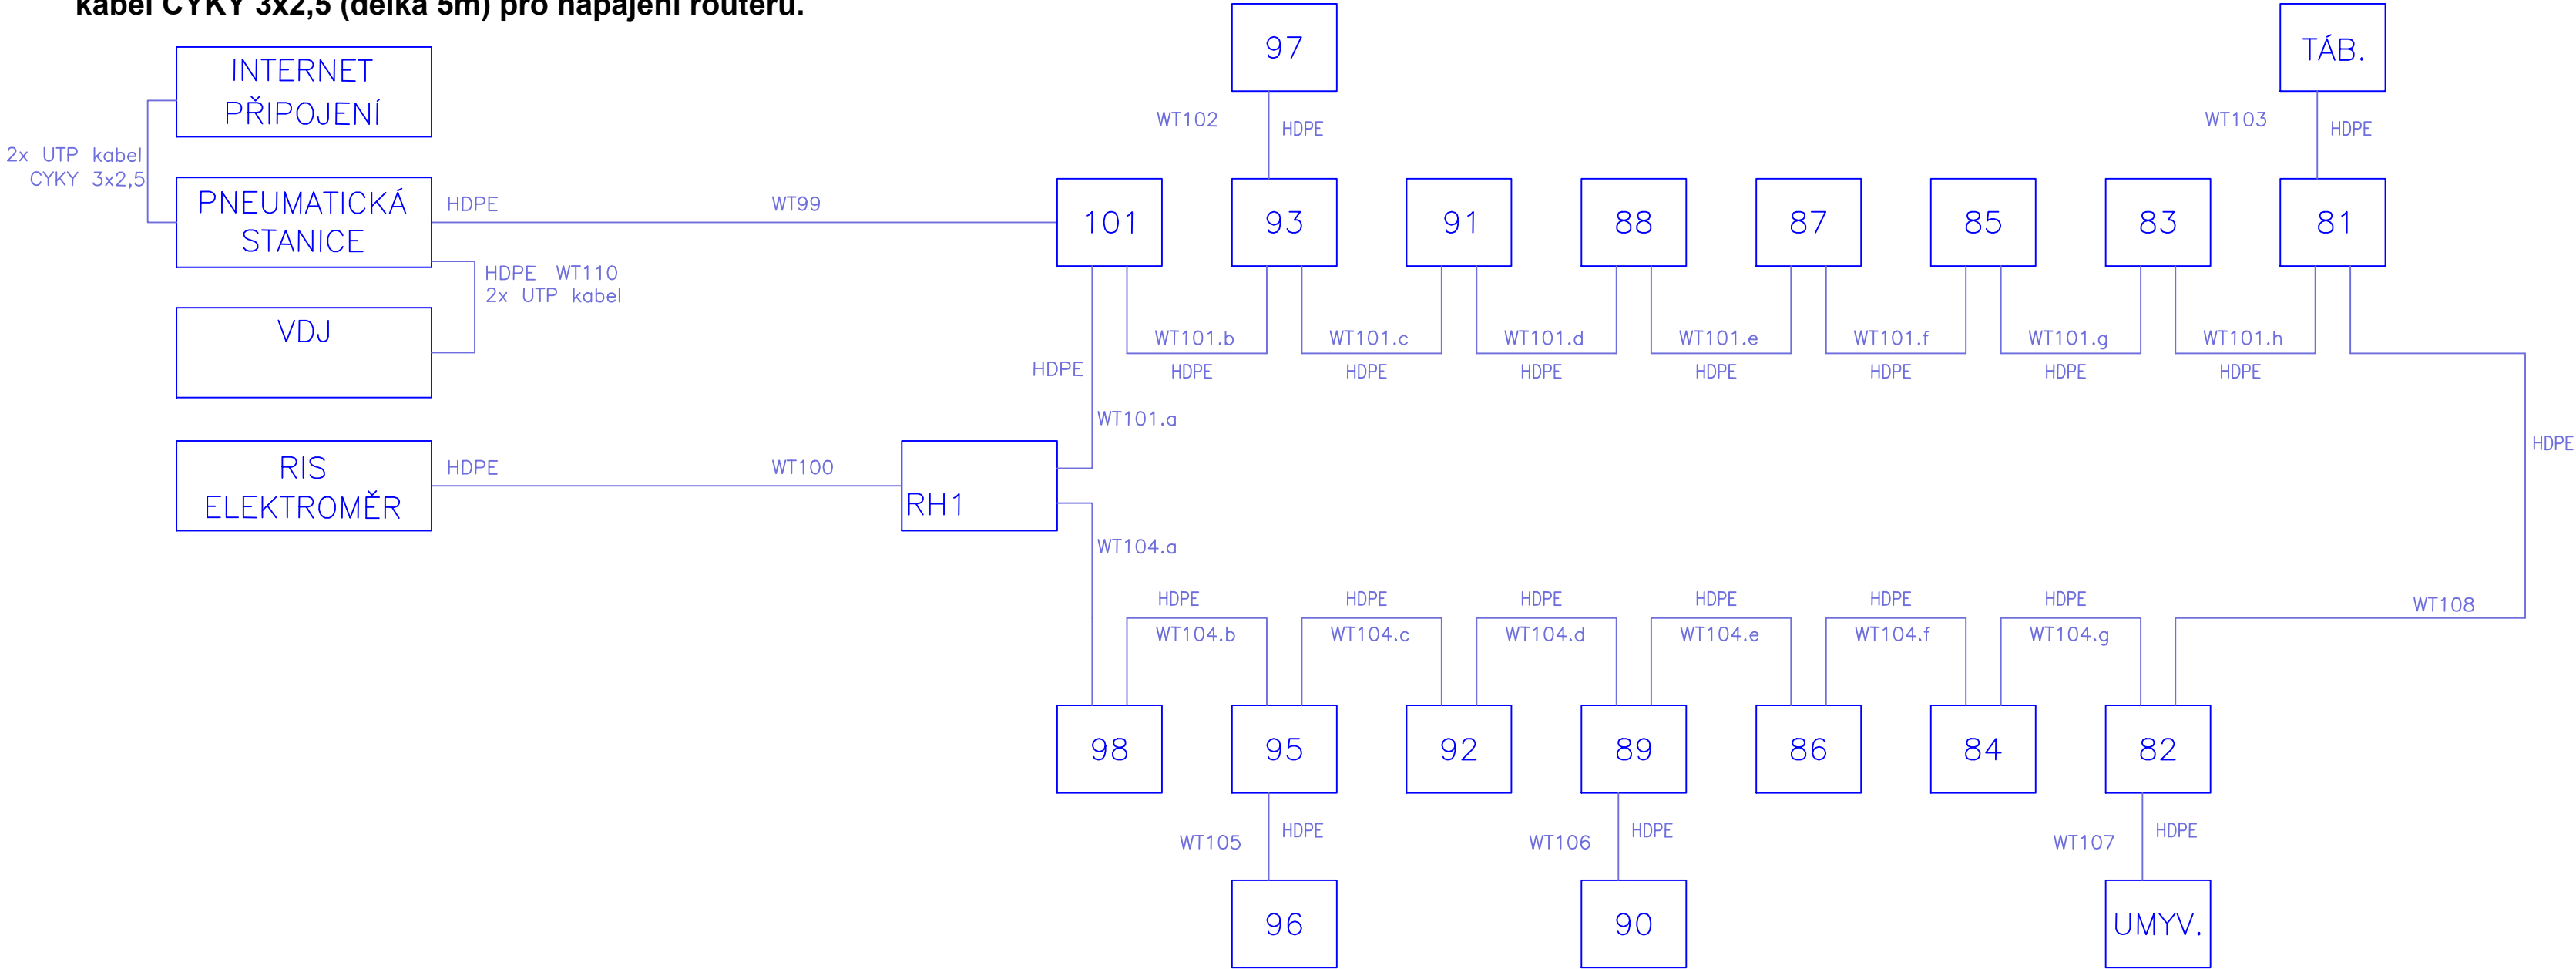 kabel CYKY 3x2,5 (délka 5m) pro napájení routeru.
97
TÁB.
INTERNET
PŘIPOJENÍ
WT102
HDPE
WT103
HDPE
2x UTP kabel
CYKY 3x2,5
PNEUMATICKÁ
STANICE
HDPE
WT99
101
93
91
88
87
85
83
81
HDPE WT110
2x UTP kabel
VDJ
WT101.b
WT101.c
WT101.d
WT101.e
WT101.f
WT101.g
WT101.h
HDPE
HDPE
HDPE
HDPE
HDPE
HDPE
HDPE
HDPE
WT101.a
HDPE
RIS
ELEKTROMĚR
HDPE
WT100
RH1
WT104.a
HDPE
HDPE
HDPE
HDPE
HDPE
HDPE
WT108
WT104.b
WT104.c
WT104.d
WT104.e
WT104.f
WT104.g
98
95
92
89
86
84
82
WT105
HDPE
WT106
HDPE
WT107
HDPE
96
90
UMYV.